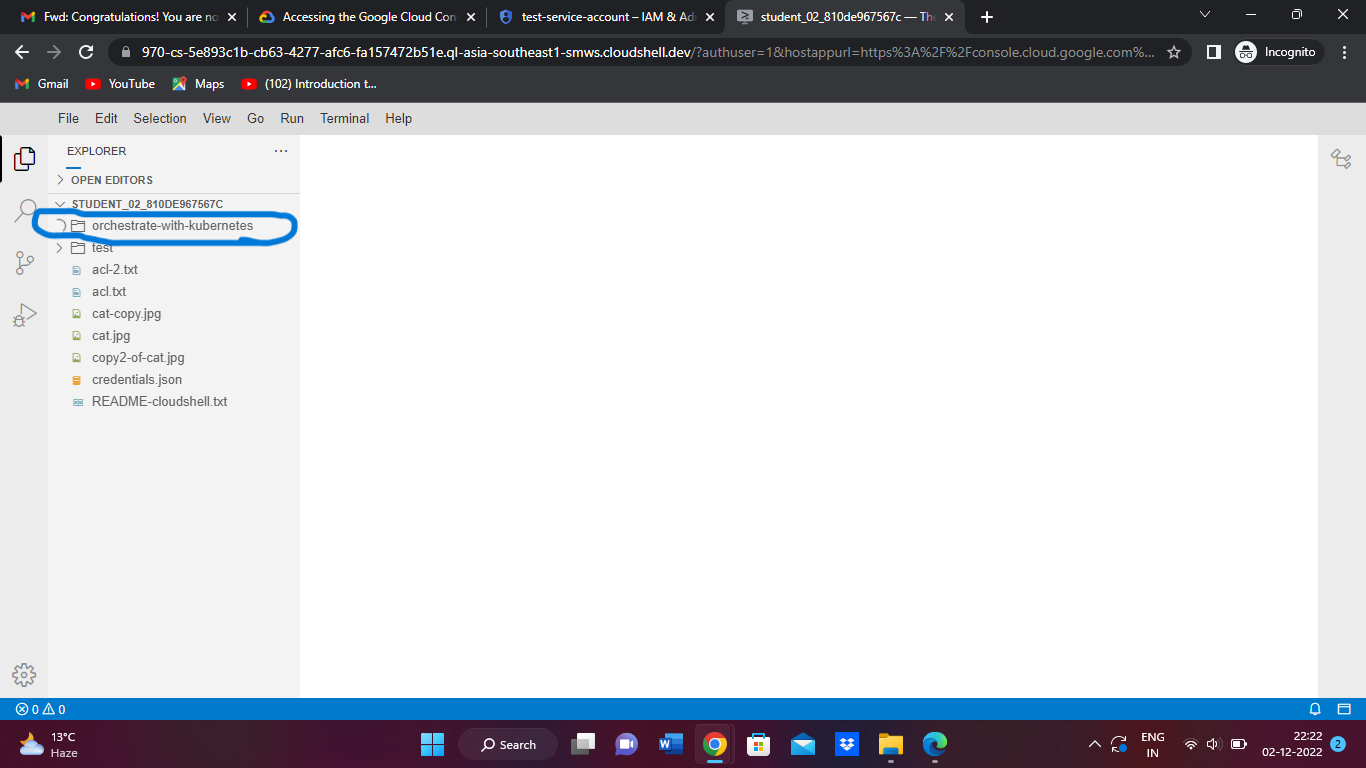 Fwd: Congratulations! You are no
Accessing the Google Cloud Con
test-service-account – IAM & Ad
student_02_810de967567c — The
970-cs-5e893c1b-cb63-4277-afc6-fa157472b51e.ql-asia-southeast1-smws.cloudshell.dev/?authuser=1&hostappurl=https%3A%2F%2Fconsole.cloud.google.com%...
Incognito
Gmail YouTube Maps (102) Introduction t...
File Edit Selection View Go Run Terminal Help
EXPLORER
OPEN EDITORS
STUDENT_02_810DE967567C
orchestrate-with-kubernetes
test
acl-2.txt
acl.txt
cat-copy.jpg
cat.jpg
copy2-of-cat.jpg
credentials.json
README-cloudshell.txt
0 0
13°C
Haze
Search
ENG
IN
22:22
02-12-2022
2